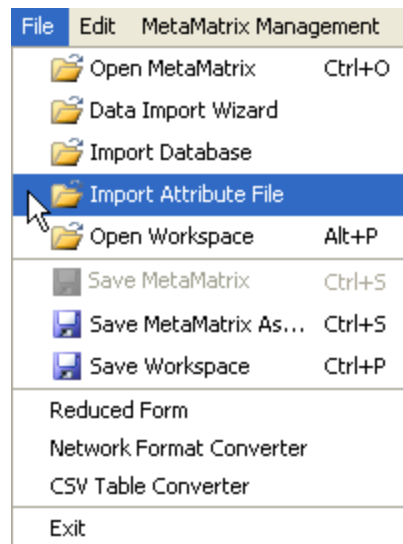 File Edit MetaMatrix Management
Open MetaMatrix Ctrl+O
Data Import Wizard
Import Database
Import Attribute File
Open Workspace Alt+P
Save MetaMatrix Ctrl+S
Save MetaMatrix As... Ctrl+S
Save Workspace Ctrl+P
Reduced Form
Network Format Converter
CSV Table Converter
Exit